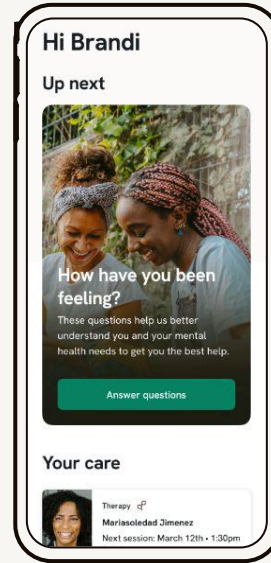 Hi Brandi
Up next
How have you been
feeling?
These questions help us better
understand you and your mental
health needs to get you the best help.
Answer questions
Your care
Therapy
Mariasoledad Jimenez
Next session: March 12th • 1:30pm